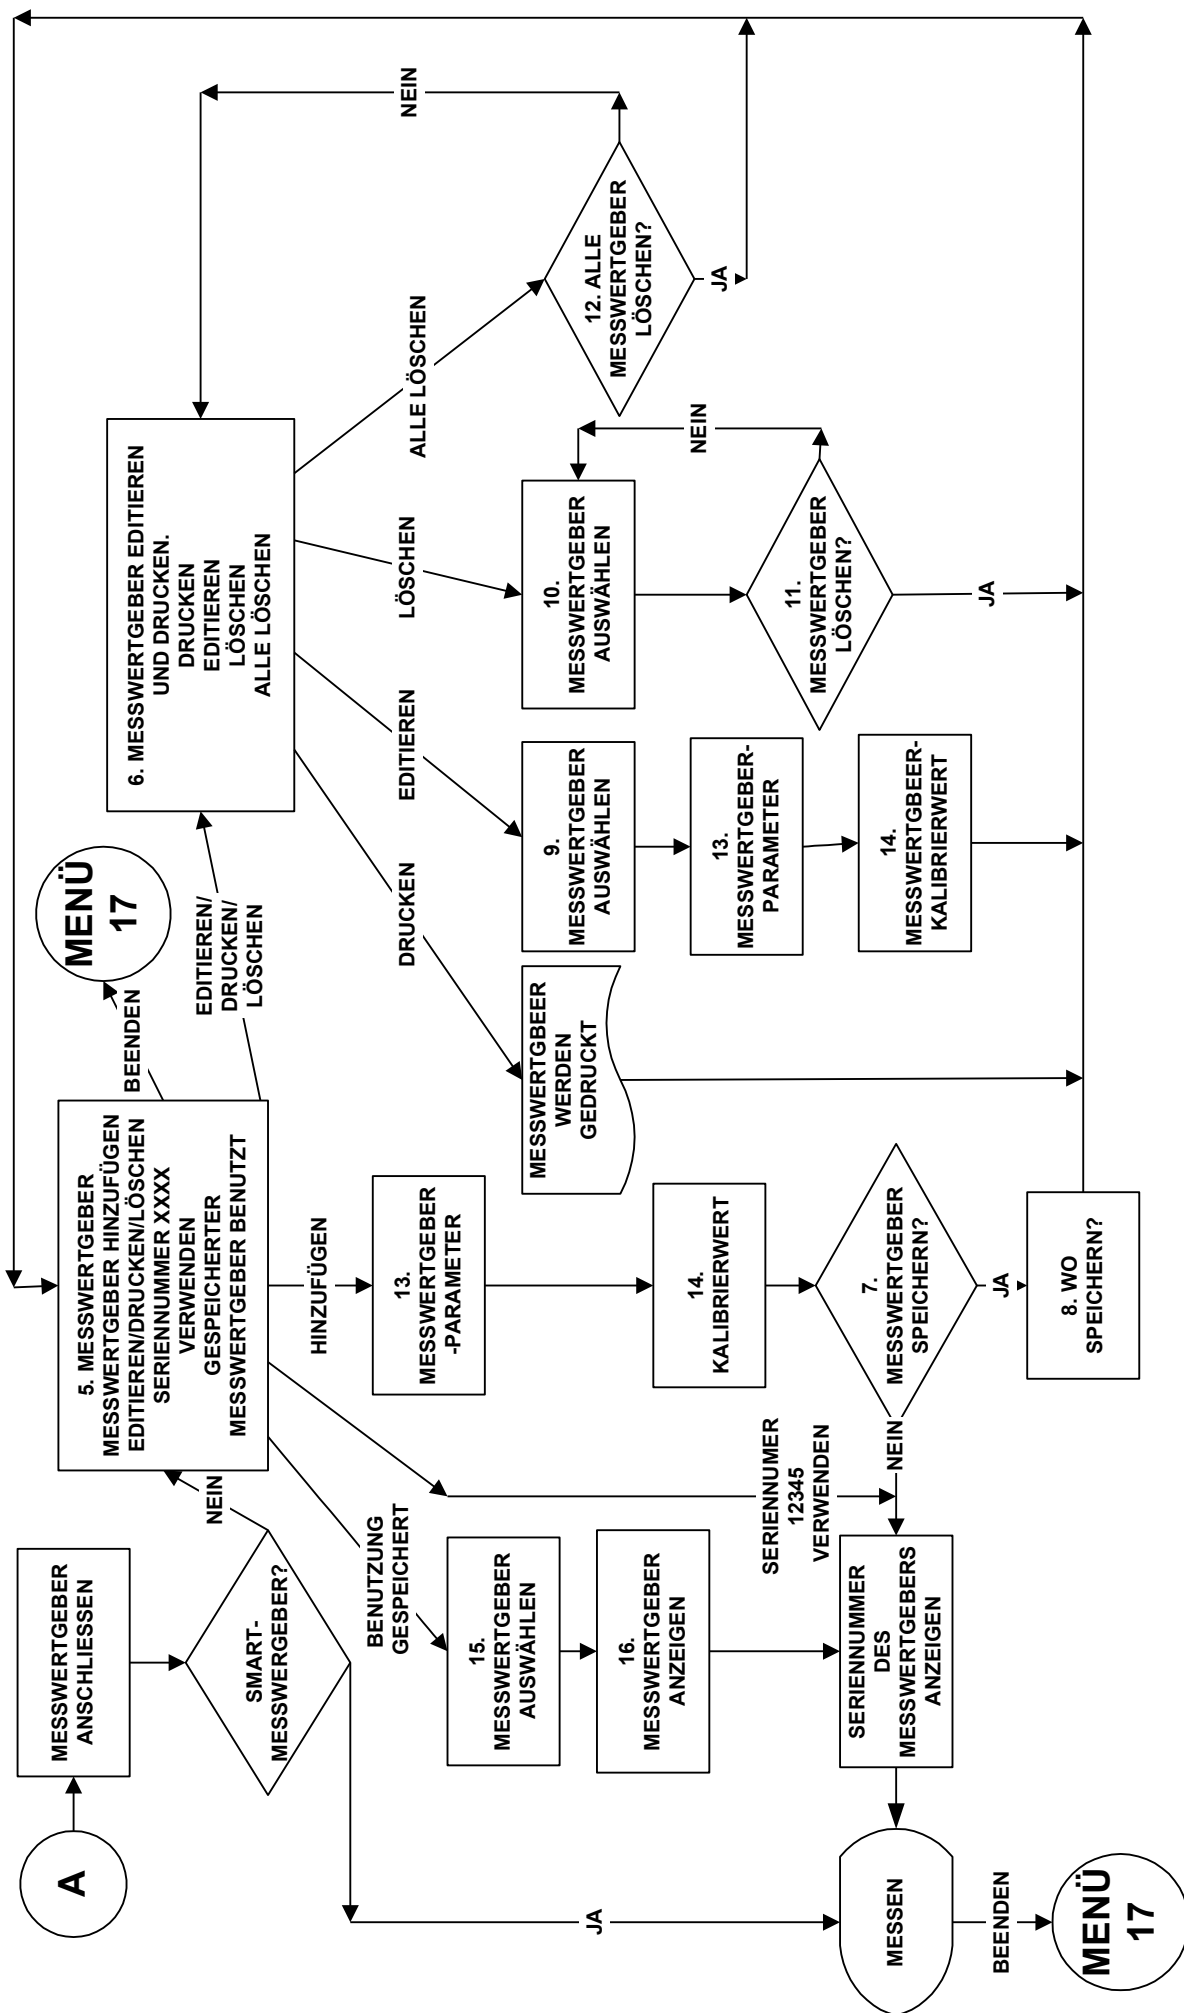 A
MESSWERTGEBER
ANSCHLIESSEN
SMART-
MESSWERGEBER?
NEIN
JA
5. MESSWERTGEBER
MESSWERTGEBER HINZUFÜGEN
EDITIEREN/DRUCKEN/LÖSCHEN
SERIENNUMMER XXXX
VERWENDEN
GESPEICHERTER
MESSWERTGEBER BENUTZT
BEENDEN
MENÜ
17
EDITIEREN/
DRUCKEN/
LÖSCHEN
6. MESSWERTGEBER EDITIEREN
UND DRUCKEN.
DRUCKEN
EDITIEREN
LÖSCHEN
ALLE LÖSCHEN
NEIN
BENUTZUNG
GESPEICHERT
HINZUFÜGEN
DRUCKEN
EDITIEREN
LÖSCHEN
ALLE LÖSCHEN
13.
MESSWERTGEBER
-PARAMETER
15.
MESSWERTGEBER
AUSWÄHLEN
16.
MESSWERTGEBER
ANZEIGEN
14.
KALIBRIERWERT
MESSWERTGBEER
WERDEN
GEDRUCKT
9.
MESSWERTGEBER
AUSWÄHLEN
13.
MESSWERTGEBER-
PARAMETER
14.
MESSWERTGBEER-
KALIBRIERWERT
10.
MESSWERTGEBER
AUSWÄHLEN
NEIN
11.
MESSWERTGEBER
LÖSCHEN?
JA
12. ALLE
MESSWERTGEBER
LÖSCHEN?
JA
SERIENNUMMER
12345
VERWENDEN
7.
MESSWERTGEBER
SPEICHERN?
NEIN
JA
8. WO
SPEICHERN?
SERIENNUMMER
DES
MESSWERTGEBERS
ANZEIGEN
MESSEN
BEENDEN
MENÜ
17